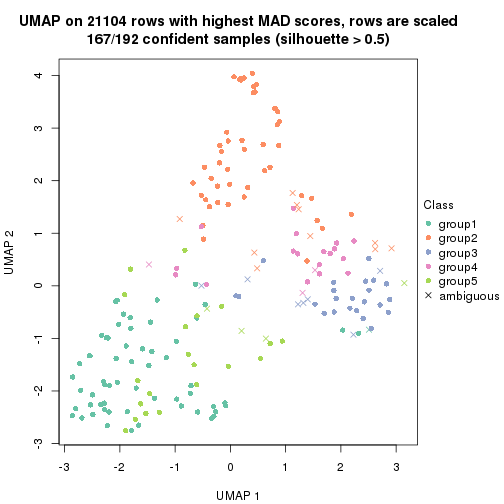 UMAP on 21104 rows with highest MAD scores, rows are scaled
167/192 confident samples (silhouette > 0.5)
4
3
2
1
0
-1
-2
-3
UMAP 2
-3
-2
-1
0
1
2
3
UMAP 1
Class
group1
group2
group3
group4
group5
ambiguous